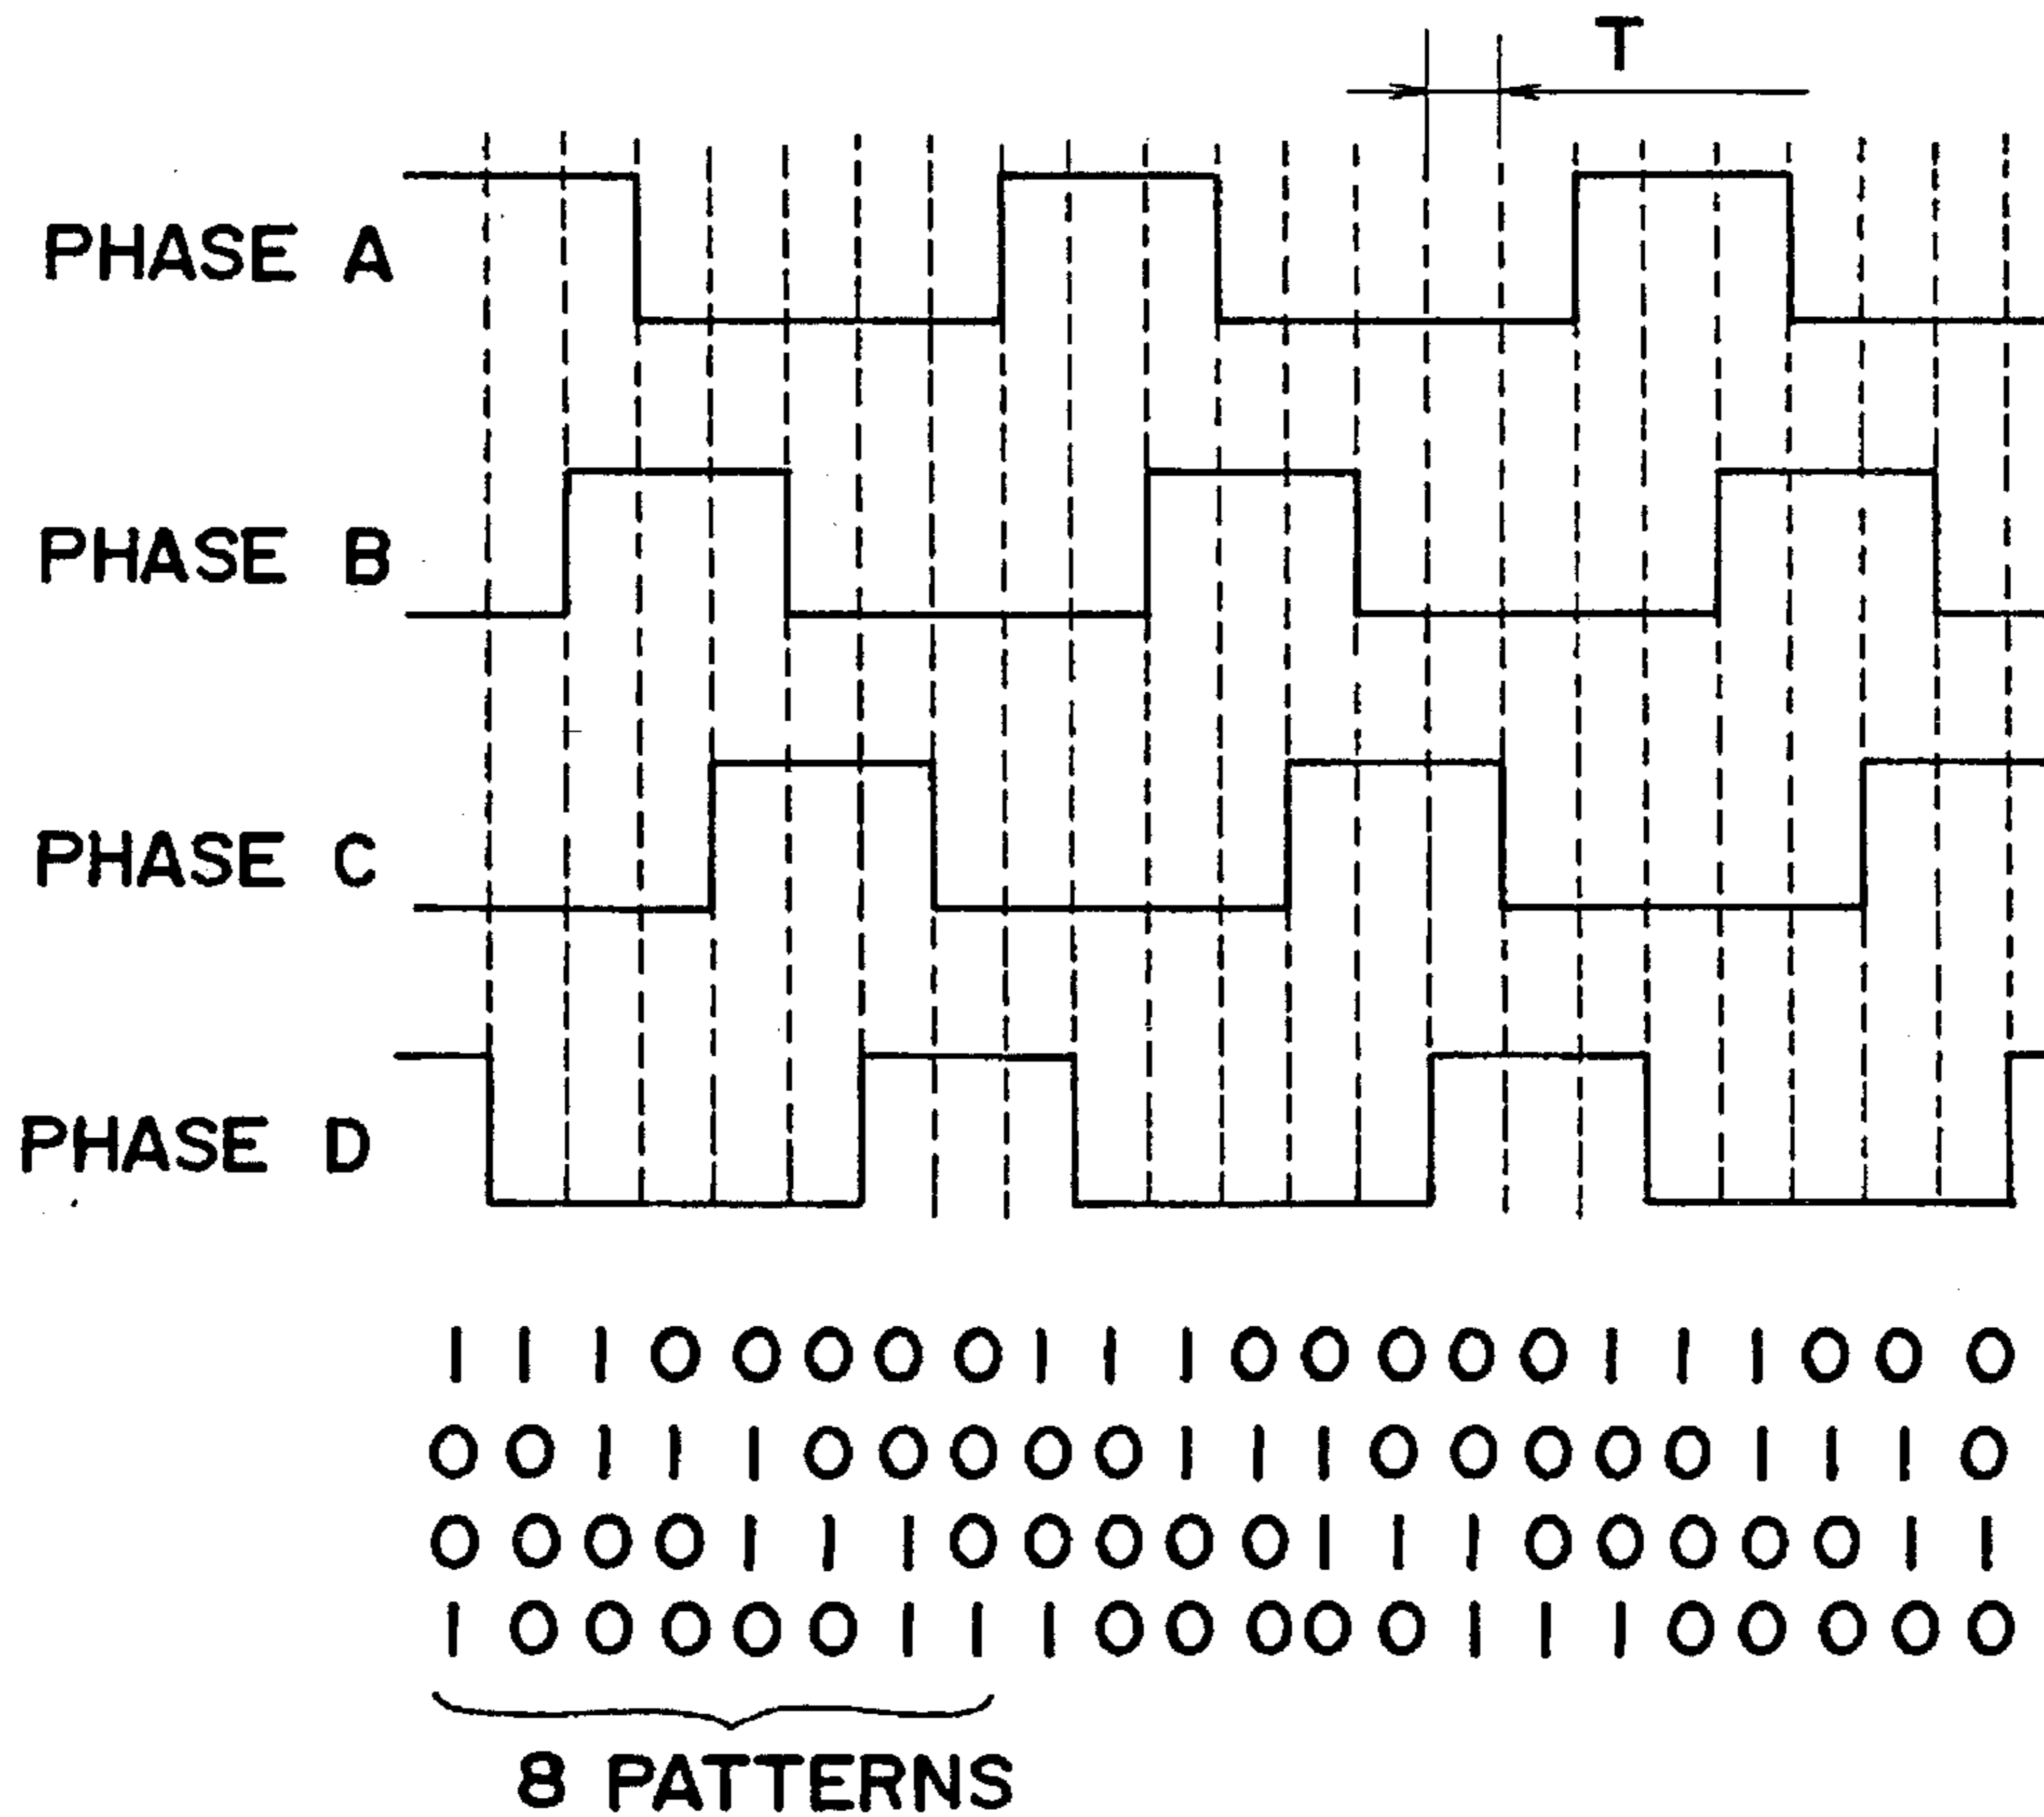 T
PHASE A
PHASE B
PHASE C
PHASE D
1 1 1 0 0 0 0 0 1 1 1 0 0 0 0 0 1 1 1 0 0 0
0 0 1 1 1 0 0 0 0 0 1 1 1 0 0 0 0 0 1 1 1 0
0 0 0 0 1 1 1 0 0 0 0 0 1 1 1 0 0 0 0 0 1 1
1 0 0 0 0 0 1 1 1 0 0 0 0 0 1 1 1 0 0 0 0 0
8 PATTERNS